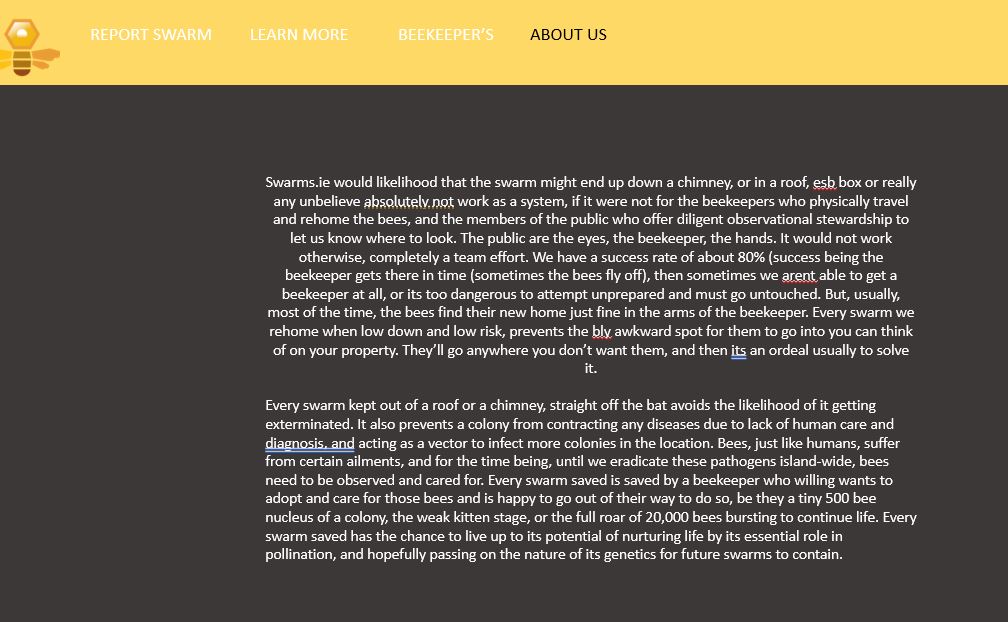 REPORT SWARM LEARN MORE BEEKEEPER'S ABOUT US
Swarms.ie would likelihood that the swarm might end up down a chimney, or in a roof, esb box or really
any unbelieve absolutely not work as a system, if it were not for the beekeepers who physically travel
and rehome the bees, and the members of the public who offer diligent observational stewardship to
let us know where to look. The public are the eyes, the beekeeper, the hands. It would not work
otherwise, completely a team effort. We have a success rate of about 80% (success being the
beekeeper gets there in time (sometimes the bees fly off), then sometimes we arent able to get a
beekeeper at all, or its too dangerous to attempt unprepared and must go untouched. But, usually,
most of the time, the bees find their new home just fine in the arms of the beekeeper. Every swarm we
rehome when low down and low risk, prevents the bly awkward spot for them to go into you can think
of on your property. They'll go anywhere you don't want them, and then its an ordeal usually to solve
it.
Every swarm kept out of a roof or a chimney, straight off the bat avoids the likelihood of it getting
exterminated. It also prevents a colony from contracting any diseases due to lack of human care and
diagnosis, and acting as a vector to infect more colonies in the location. Bees, just like humans, suffer
from certain ailments, and for the time being, until we eradicate these pathogens island-wide, bees
need to be observed and cared for. Every swarm saved is saved by a beekeeper who willing wants to
adopt and care for those bees and is happy to go out of their way to do so, be they a tiny 500 bee
nucleus of a colony, the weak kitten stage, or the full roar of 20,000 bees bursting to continue life. Every
swarm saved has the chance to live up to its potential of nurturing life by its essential role in
pollination, and hopefully passing on the nature of its genetics for future swarms to contain.